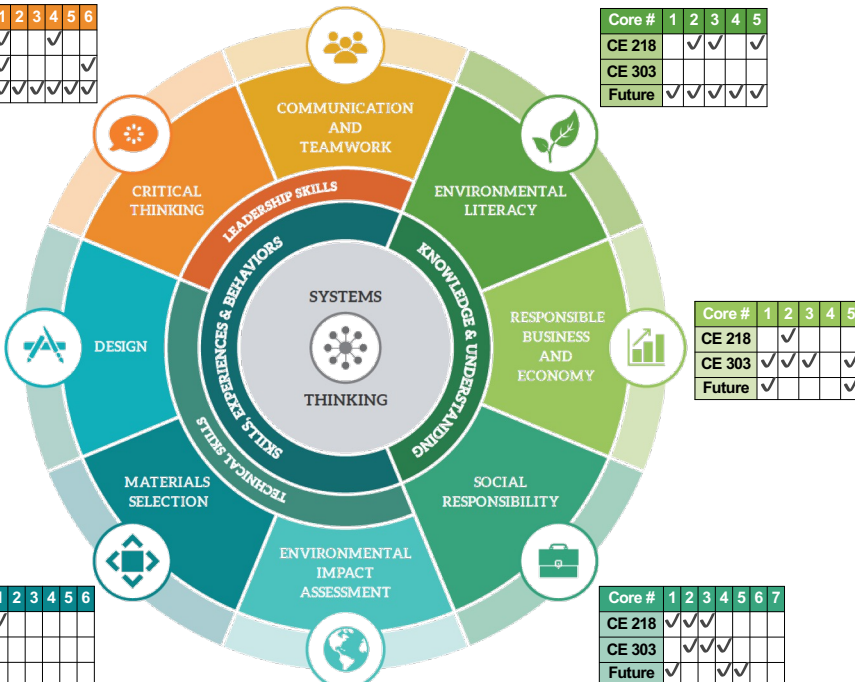 1 2 3 4 5 6
✓ ✓
✓ ✓
✓ ✓ ✓ ✓ ✓ ✓
Core # 1 2 3 4 5
CE 218 ✓ ✓ ✓
CE 303
Future ✓ ✓ ✓ ✓ ✓
COMMUNICATION
AND
TEAMWORK
CRITICAL
THINKING
ENVIRONMENTAL
LITERACY
LEADERSHIP SKILLS
SKILLS, EXPERIENCES & BEHAVIORS
KNOWLEDGE & UNDERSTANDING
SYSTEMS
THINKING
DESIGN
RESPONSIBLE
BUSINESS
AND
ECONOMY
Core # 1 2 3 4 5
CE 218 ✓
CE 303 ✓ ✓ ✓ ✓
Future ✓ ✓
TECHNICAL SKILLS
MATERIALS
SELECTION
SOCIAL
RESPONSIBILITY
ENVIRONMENTAL
IMPACT
ASSESSMENT
2 3 4 5 6
Core # 1 2 3 4 5 6 7
CE 218 ✓ ✓ ✓
CE 303 ✓ ✓ ✓
Future ✓ ✓ ✓